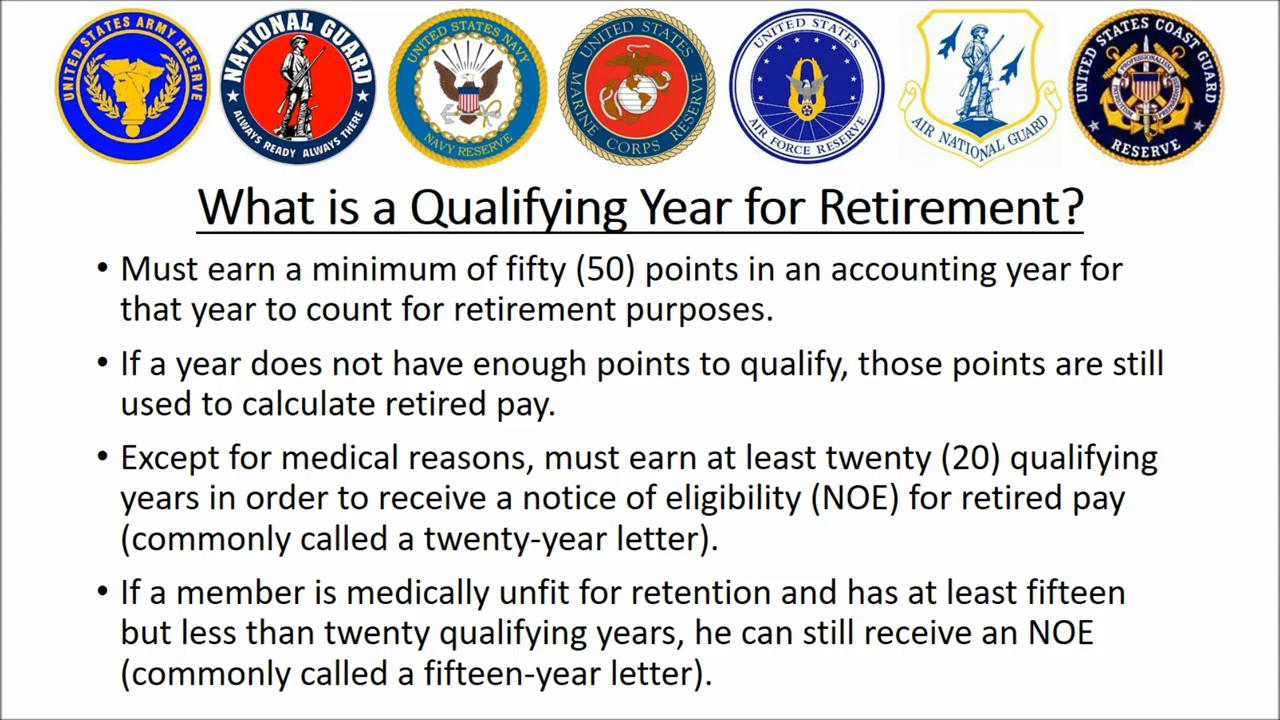 UNITED STATES ARMY RESERVE
NATIONAL GUARD
ALWAYS READY ALWAYS THERE
UNITED STATES NAVY
NAVY RESERVE
UNITED STATES
MARINE CORPS RESERVE
UNITED STATES
AIR FORCE RESERVE
AIR NATIONAL GUARD
UNITED STATES COAST GUARD
RESERVE
What is a Qualifying Year for Retirement?
• Must earn a minimum of fifty (50) points in an accounting year for
that year to count for retirement purposes.
• If a year does not have enough points to qualify, those points are still
used to calculate retired pay.
• Except for medical reasons, must earn at least twenty (20) qualifying
years in order to receive a notice of eligibility (NOE) for retired pay
(commonly called a twenty-year letter).
• If a member is medically unfit for retention and has at least fifteen
but less than twenty qualifying years, he can still receive an NOE
(commonly called a fifteen-year letter).